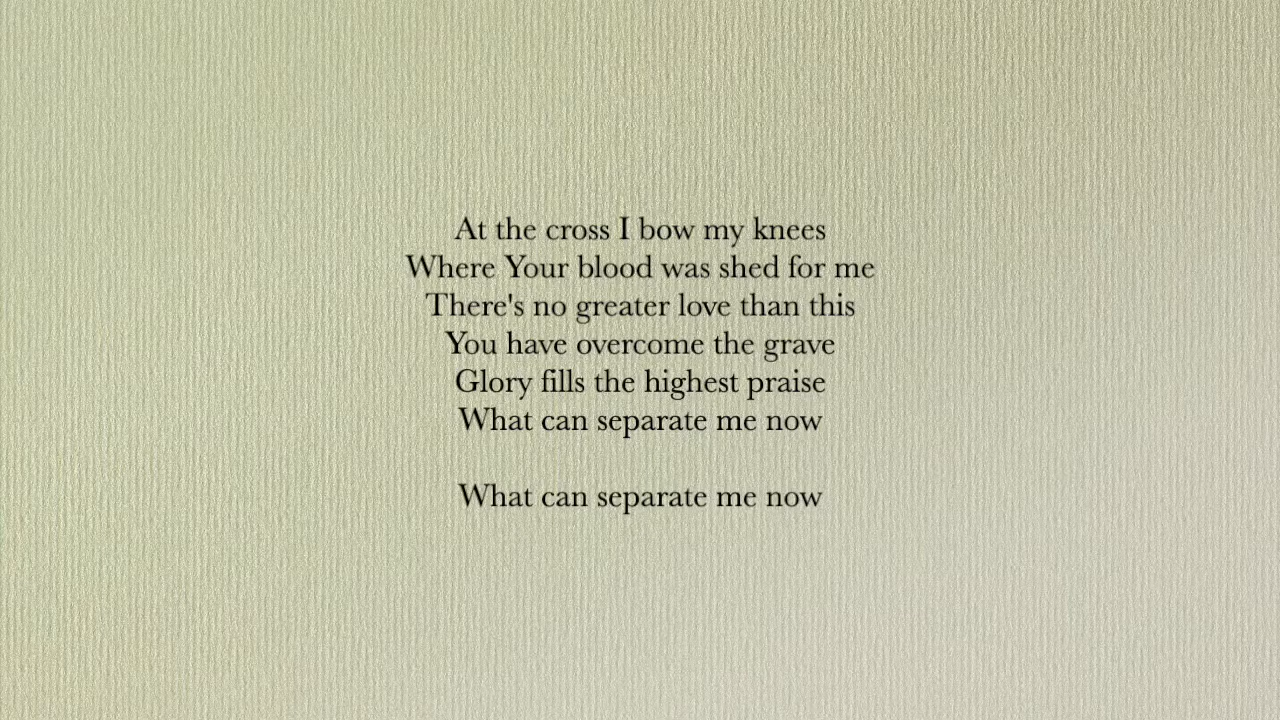 At the cross I bow my knees
Where Your blood was shed for me
There's no greater love than this
You have overcome the grave
Glory fills the highest praise
What can separate me now
What can separate me now